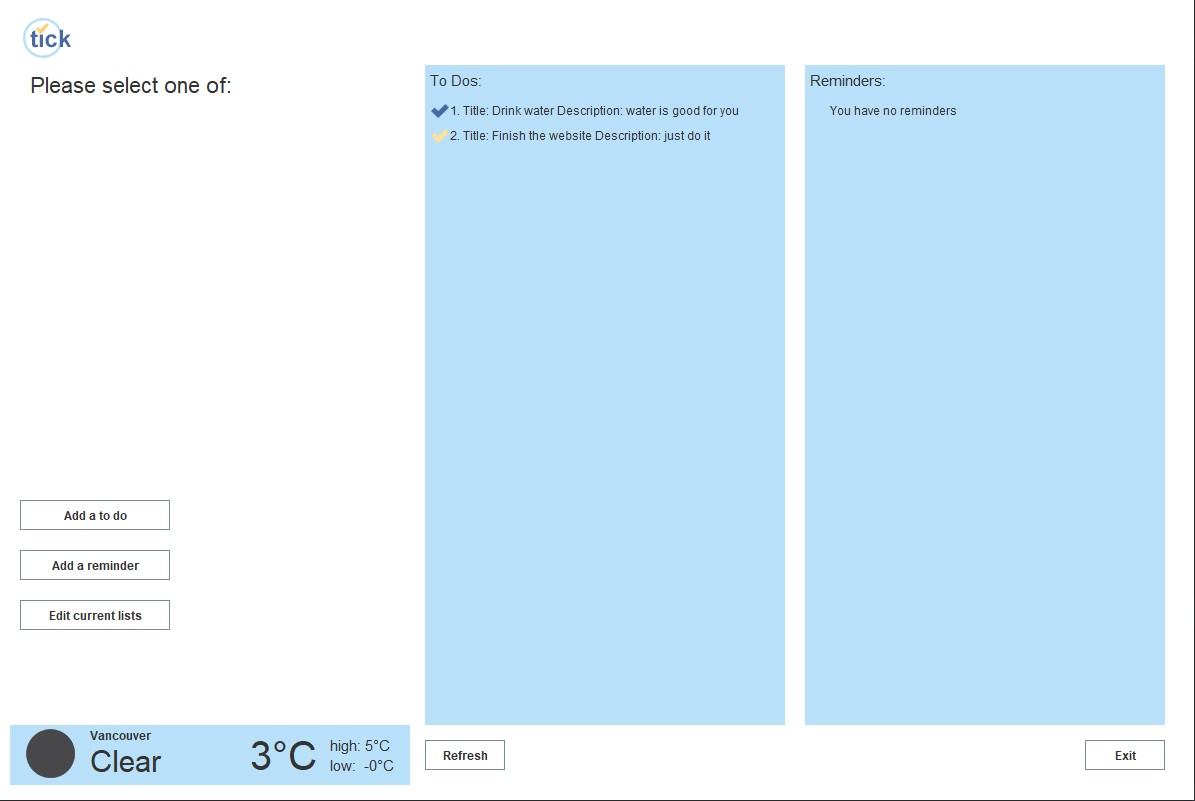 tick
Please select one of:
To Dos:
1. Title: Drink water Description: water is good for you
2. Title: Finish the website Description: just do it
Reminders:
You have no reminders
Add a to do
Add a reminder
Edit current lists
Vancouver
Clear
3°C
high: 5°C
low: -0°C
Refresh
Exit